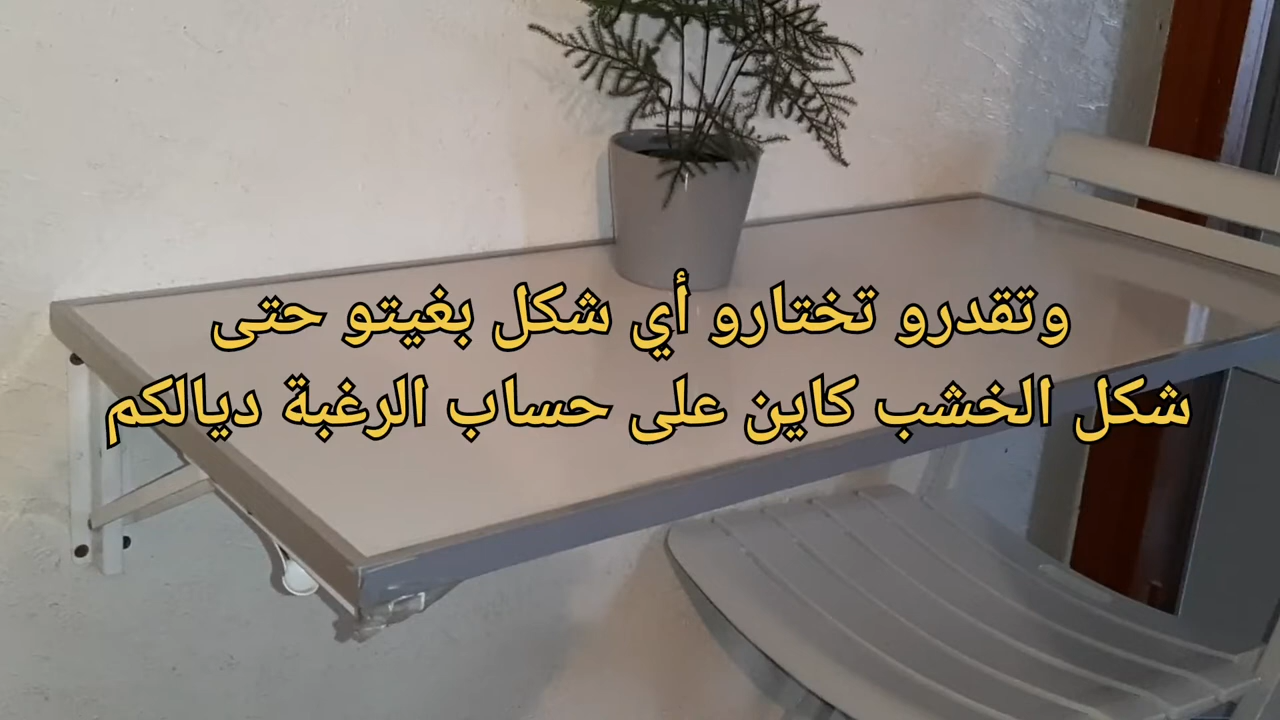 وتقدرو تختارو أي شكل بغيتو حتى
شكل الخشب كاين على حساب الرغبة ديالكم